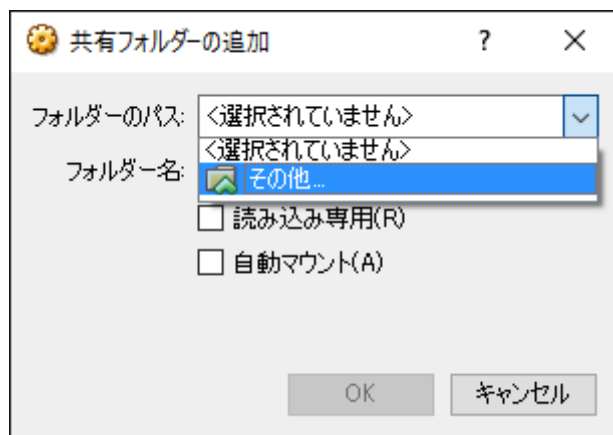 共有フォルダーの追加
?
×
フォルダーのパス: <選択されていません>
<選択されていません>
フォルダー名: その他...
読み込み専用(R)
自動マウント(A)
OK キャンセル